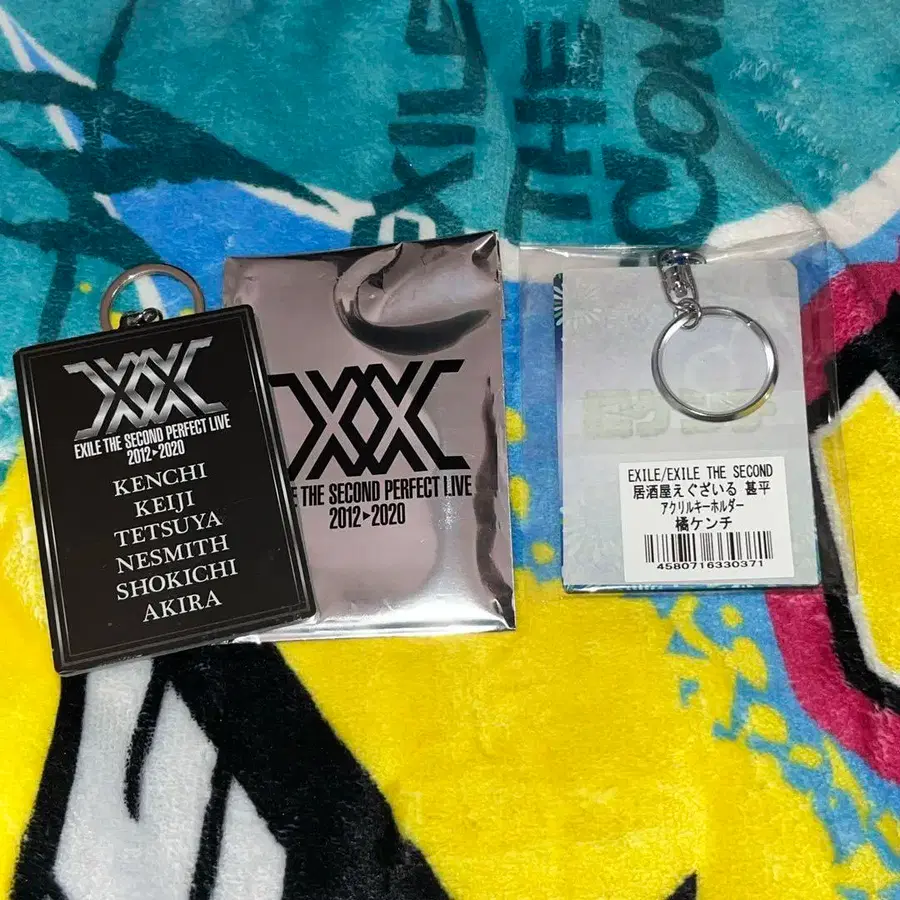 EXILE
THE
COM
EXILE THE SECOND PERFECT LIVE
2012▶2020
KENCHI
KEIJI
TETSUYA
NESMITH
SHOKICHI
AKIRA
THE SECOND PERFECT LIVE
2012▶2020
EXILE/EXILE THE SECOND
居酒屋えぐざいる 甚平
アクリルキーホルダー
橘ケンチ
4580716330371